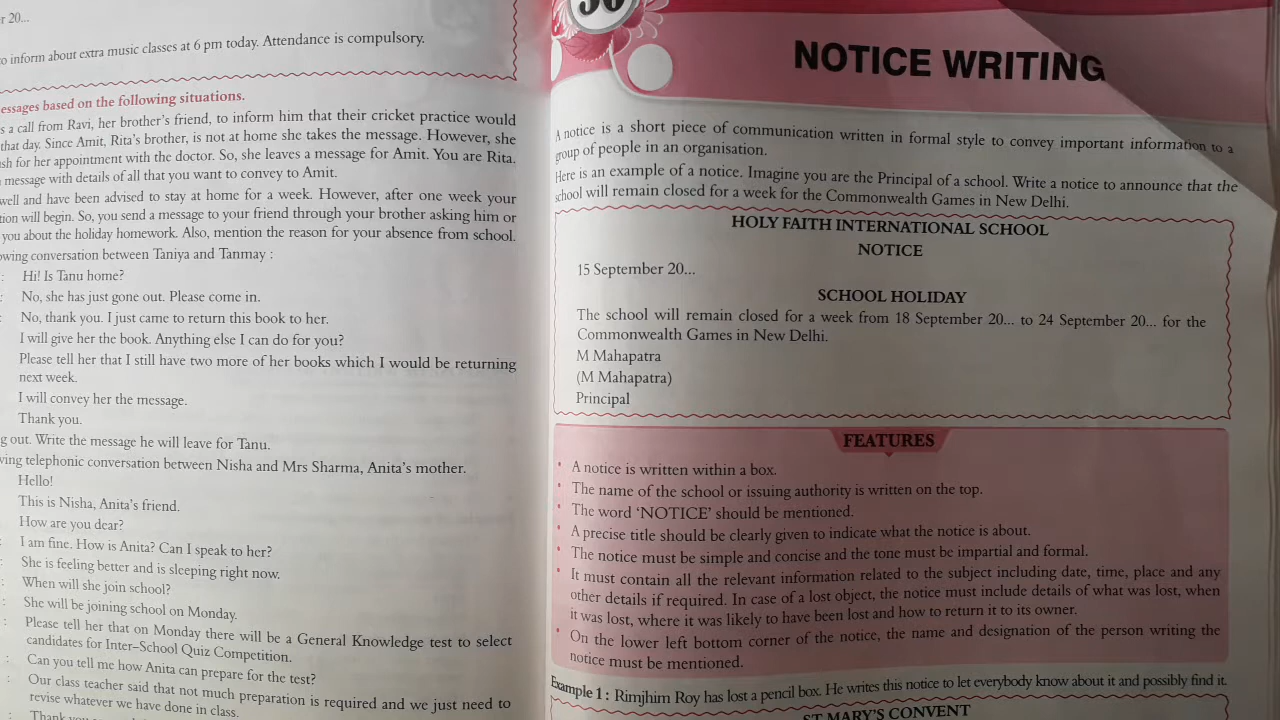 r 20...
o inform about extra music classes at 6 pm today. Attendance is compulsory.
essages based on the following situations.
s a call from Ravi, her brother's friend, to inform him that their cricket practice would
that day. Since Amit, Rita's brother, is not at home she takes the message. However, she
sh for her appointment with the doctor. So, she leaves a message for Amit. You are Rita.
message with details of all that you want to convey to Amit.
well and have been advised to stay at home for a week. However, after one week your
tion will begin. So, you send a message to your friend through your brother asking him or
you about the holiday homework. Also, mention the reason for your absence from school.
owing conversation between Taniya and Tanmay :
: Hi! Is Tanu home?
: No, she has just gone out. Please come in.
: No, thank you. I just came to return this book to her.
I will give her the book. Anything else I can do for you?
Please tell her that I still have two more of her books which I would be returning
next week.
I will convey her the message.
Thank you.
g out. Write the message he will leave for Tanu.
ving telephonic conversation between Nisha and Mrs Sharma, Anita's mother.
Hello!
This is Nisha, Anita's friend.
How are you dear?
: I am fine. How is Anita? Can I speak to her?
: She is feeling better and is sleeping right now.
: When will she join school?
: She will be joining school on Monday.
: Please tell her that on Monday there will be a General Knowledge test to select
candidates for Inter-School Quiz Competition.
: Can you tell me how Anita can prepare for the test?
: Our class teacher said that not much preparation is required and we just need to
revise whatever we have done in class.
: Thank
NOTICE WRITING
A notice is a short piece of communication written in formal style to convey important information to a
group of people in an organisation.
Here is an example of a notice. Imagine you are the Principal of a school. Write a notice to announce that the
school will remain closed for a week for the Commonwealth Games in New Delhi.
HOLY FAITH INTERNATIONAL SCHOOL
NOTICE
15 September 20...
SCHOOL HOLIDAY
The school will remain closed for a week from 18 September 20... to 24 September 20... for the
Commonwealth Games in New Delhi.
M Mahapatra
(M Mahapatra)
Principal
FEATURES
• A notice is written within a box.
• The name of the school or issuing authority is written on the top.
• The word 'NOTICE' should be mentioned.
• A precise title should be clearly given to indicate what the notice is about.
• The notice must be simple and concise and the tone must be impartial and formal.
• It must contain all the relevant information related to the subject including date, time, place and any
other details if required. In case of a lost object, the notice must include details of what was lost, when
it was lost, where it was likely to have been lost and how to return it to its owner.
• On the lower left bottom corner of the notice, the name and designation of the person writing the
notice must be mentioned.
Example 1 : Rimjhim Roy has lost a pencil box. He writes this notice to let everybody know about it and possibly find it.
ST MARY'S CONVENT